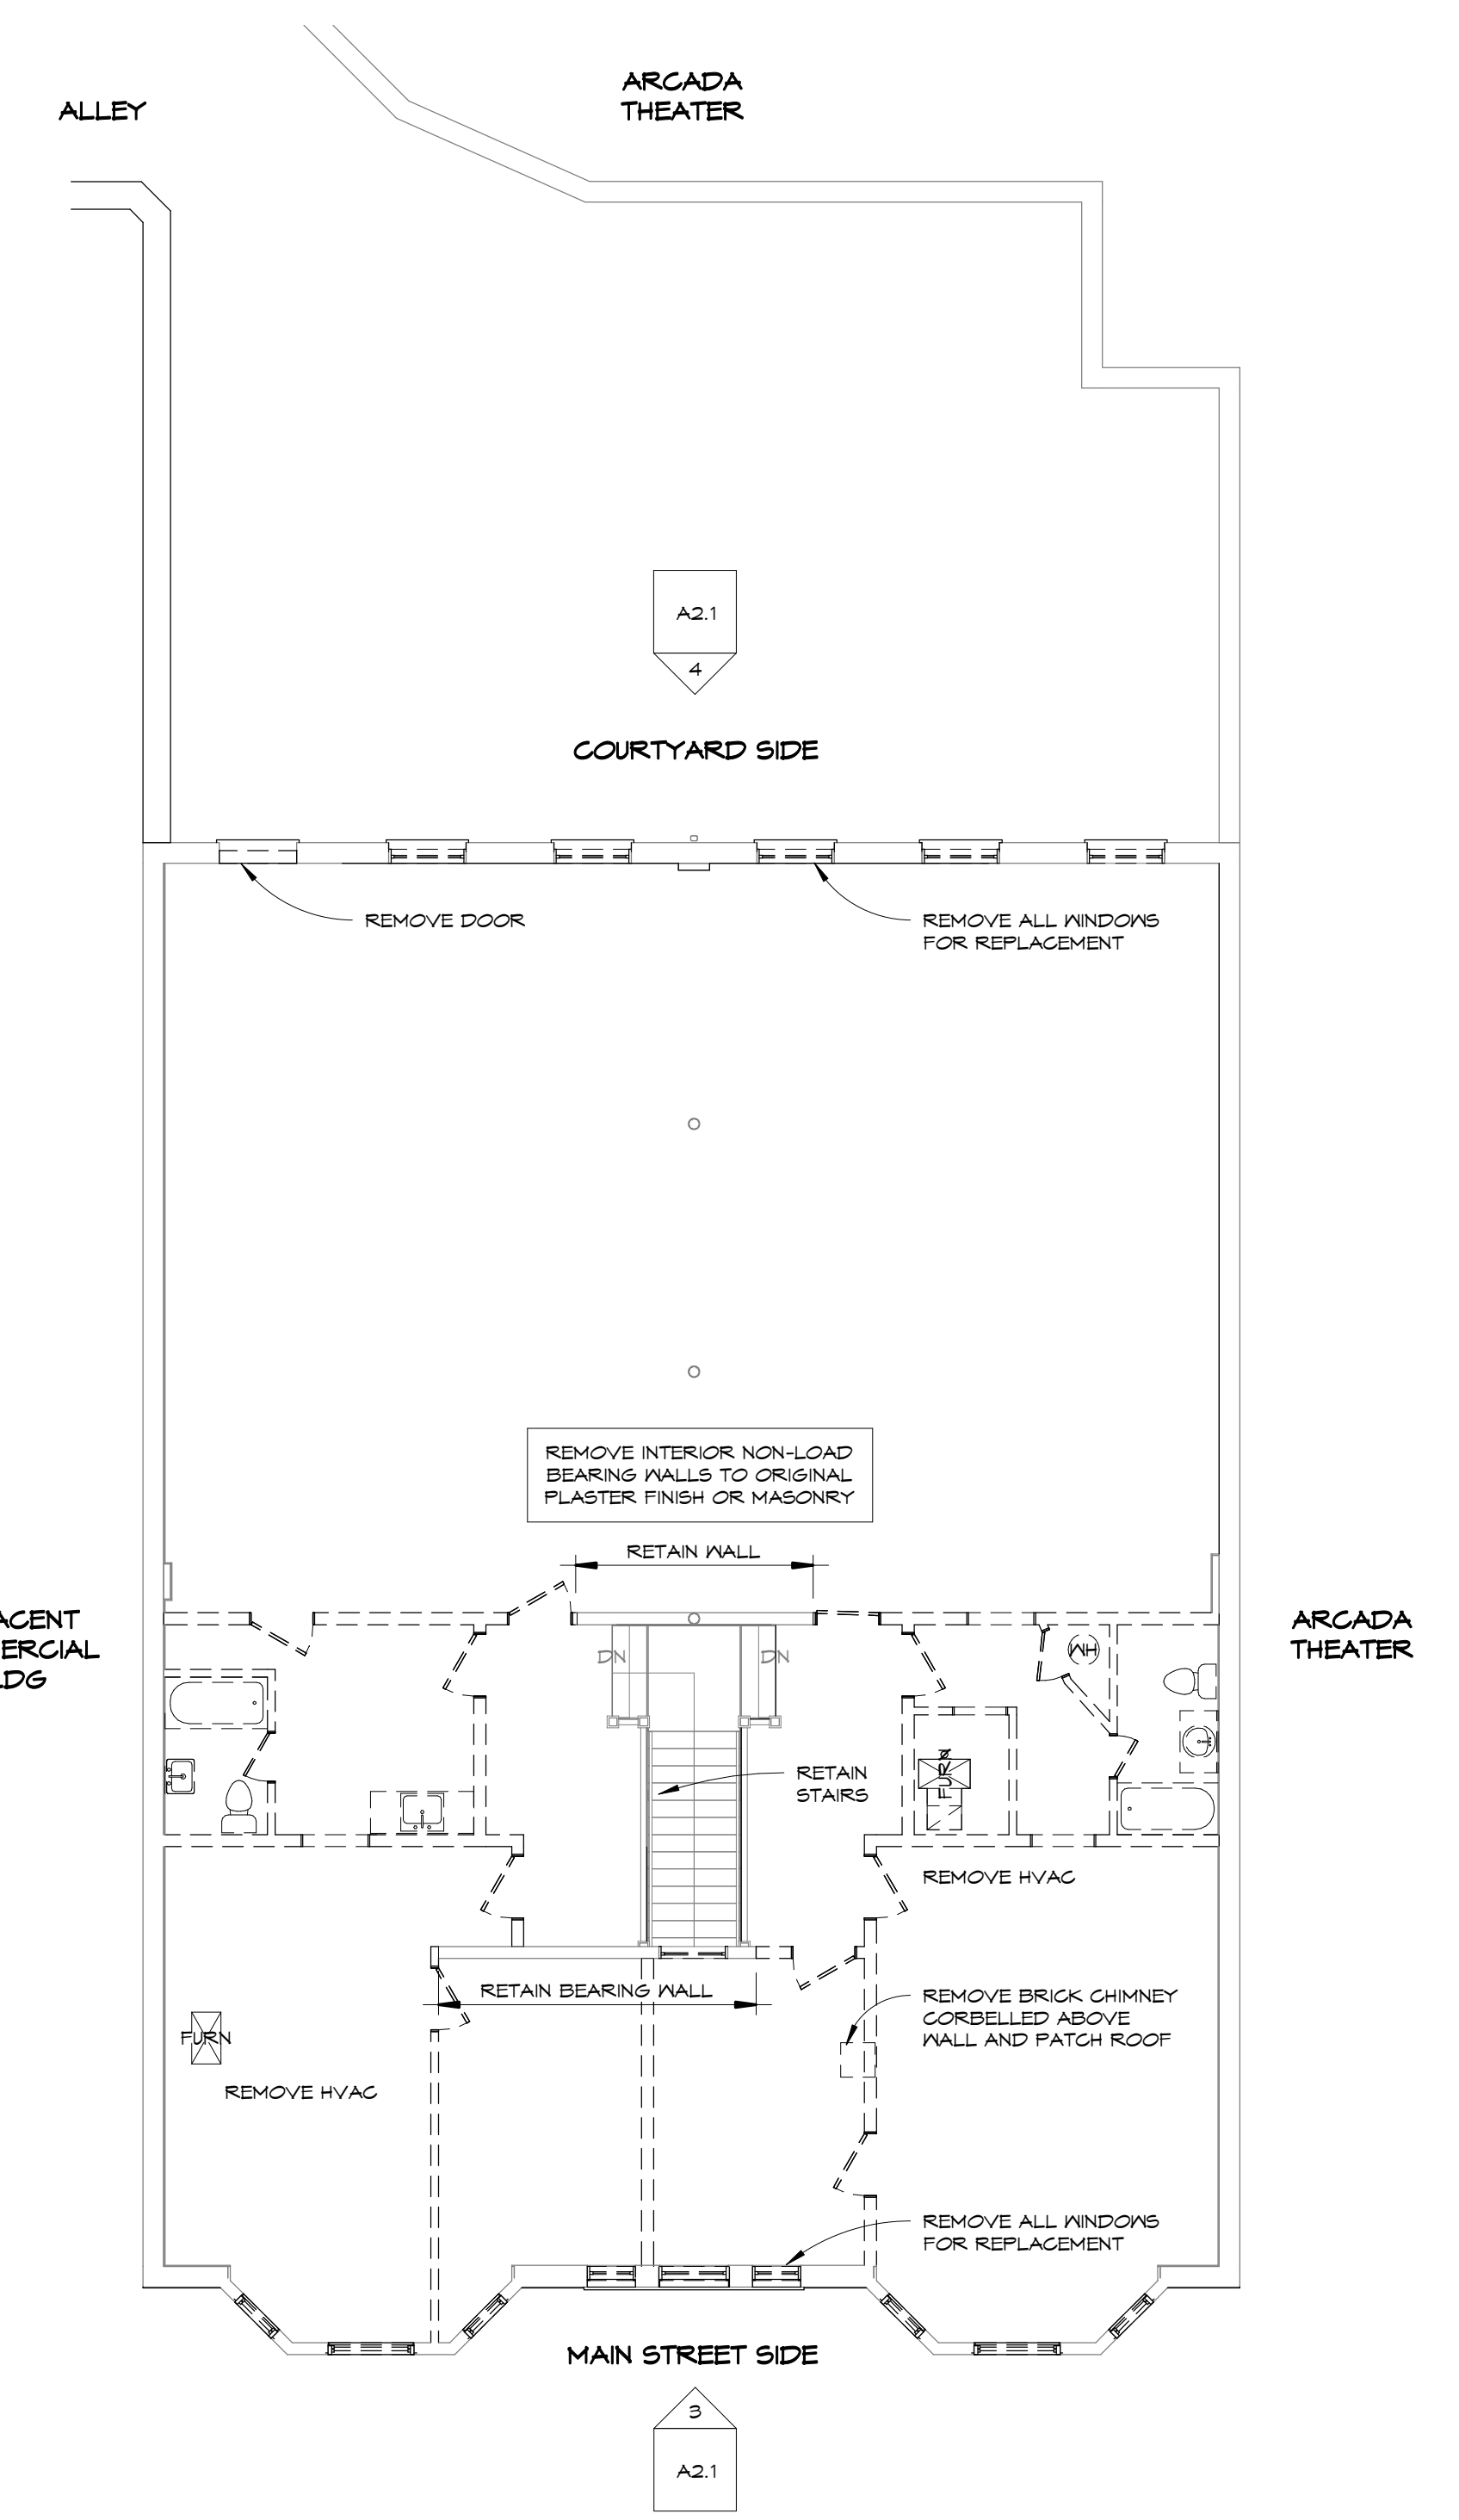 ARCADA
THEATER
ALLEY
A2.1
4
COURTYARD SIDE
REMOVE DOOR
REMOVE ALL WINDOWS
FOR REPLACEMENT
REMOVE INTERIOR NON-LOAD
BEARING WALLS TO ORIGINAL
PLASTER FINISH OR MASONRY
RETAIN WALL
ACENT
ERCIAL
LDG
ARCADA
THEATER
DN
DN
WH
RETAIN
STAIRS
FURN
REMOVE HVAC
RETAIN BEARING WALL
REMOVE BRICK CHIMNEY
CORBELLED ABOVE
WALL AND PATCH ROOF
FURN
REMOVE HVAC
REMOVE ALL WINDOWS
FOR REPLACEMENT
MAIN STREET SIDE
3
A2.1